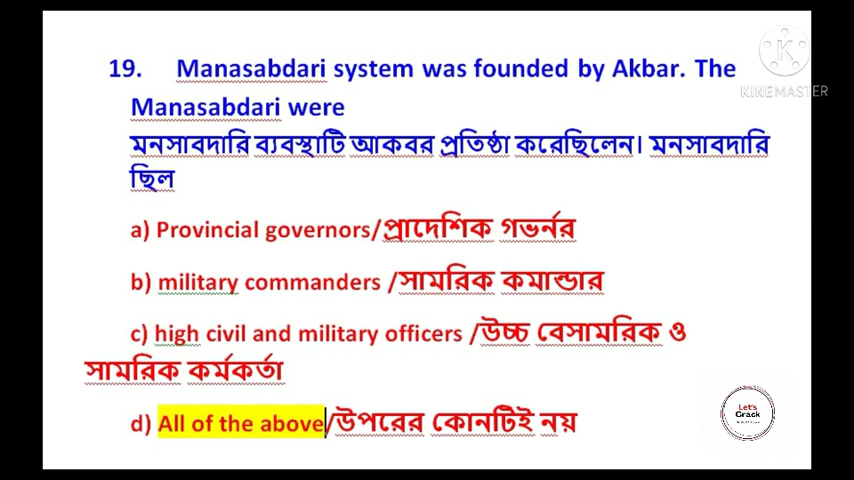 19. Manasabdari system was founded by Akbar. The
KINEMASTER
Manasabdari were
মনসাবদারি ব্যবস্থাটি আকবর প্রতিষ্ঠা করেছিলেন। মনসাবদারি
ছিল
a) Provincial governors/প্রাদেশিক গভর্নর
b) military commanders /সামরিক কমান্ডার
c) high civil and military officers /উচ্চ বেসামরিক ও
সামরিক কর্মকর্তা
Let's
Crack
d) All of the above/উপরের কোনটিই নয়